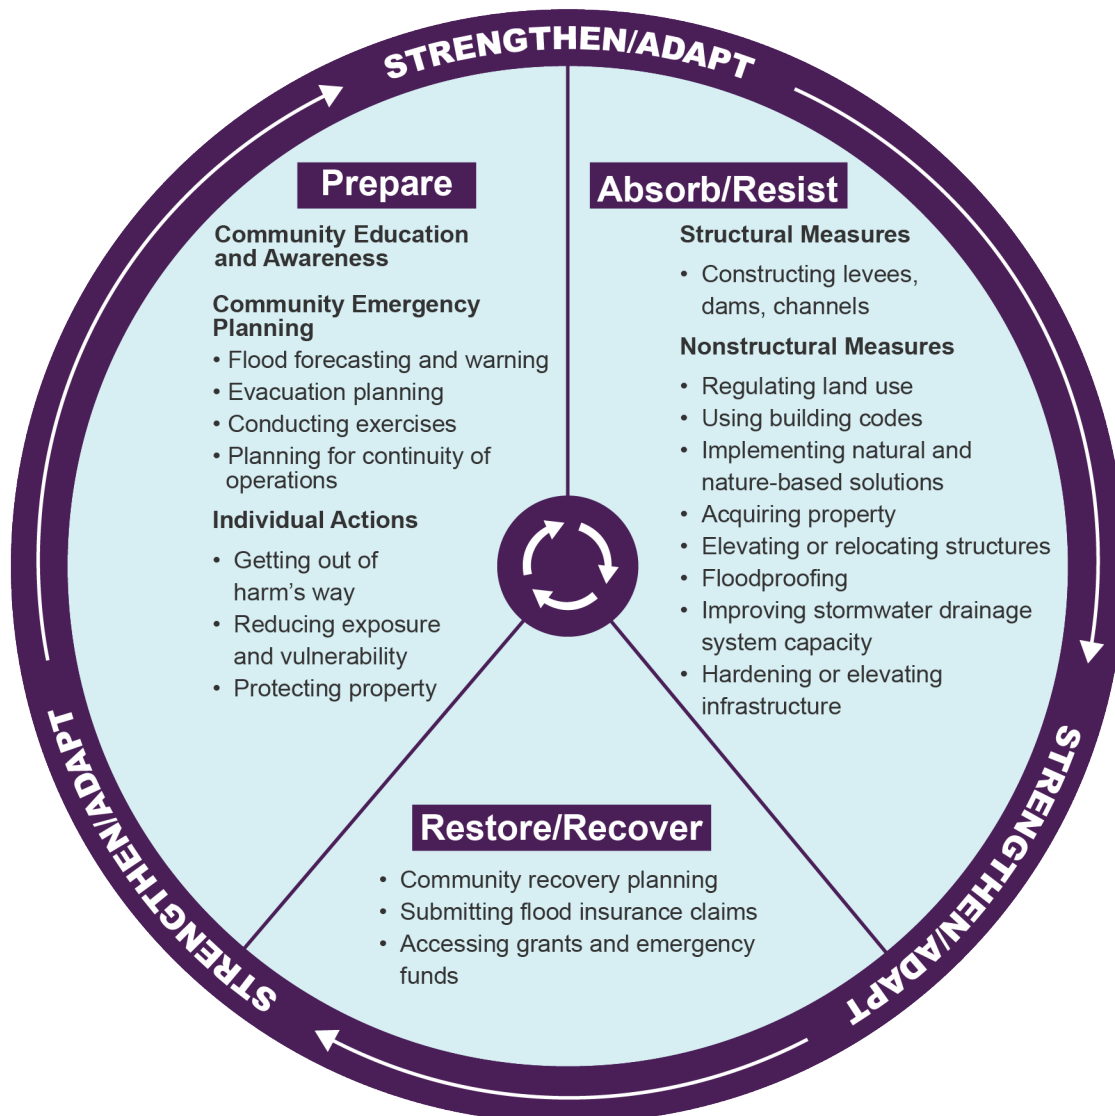 STRENGTHEN/ADAPT
Prepare
Community Education
and Awareness
Community Emergency
Planning
• Flood forecasting and warning
• Evacuation planning
• Conducting exercises
• Planning for continuity of
operations
Individual Actions
• Getting out of
harm’s way
• Reducing exposure
and vulnerability
• Protecting property
Absorb/Resist
Structural Measures
• Constructing levees,
dams, channels
Nonstructural Measures
• Regulating land use
• Using building codes
• Implementing natural and
nature-based solutions
• Acquiring property
• Elevating or relocating structures
• Floodproofing
• Improving stormwater drainage
system capacity
• Hardening or elevating
infrastructure
STRENGTHEN/ADAPT
Restore/Recover
• Community recovery planning
• Submitting flood insurance claims
• Accessing grants and emergency
funds
STRENGTHEN/ADAPT